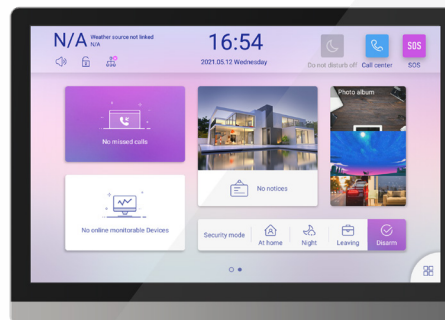 N/A
Weather source not linked
N/A
16:54
2021.05.12 Wednesday
Do not disturb off
Call center
SOS
SOS
No missed calls
No notices
Photo album
No online monitorable Devices
Security mode
At home
Night
Leaving
Disarm